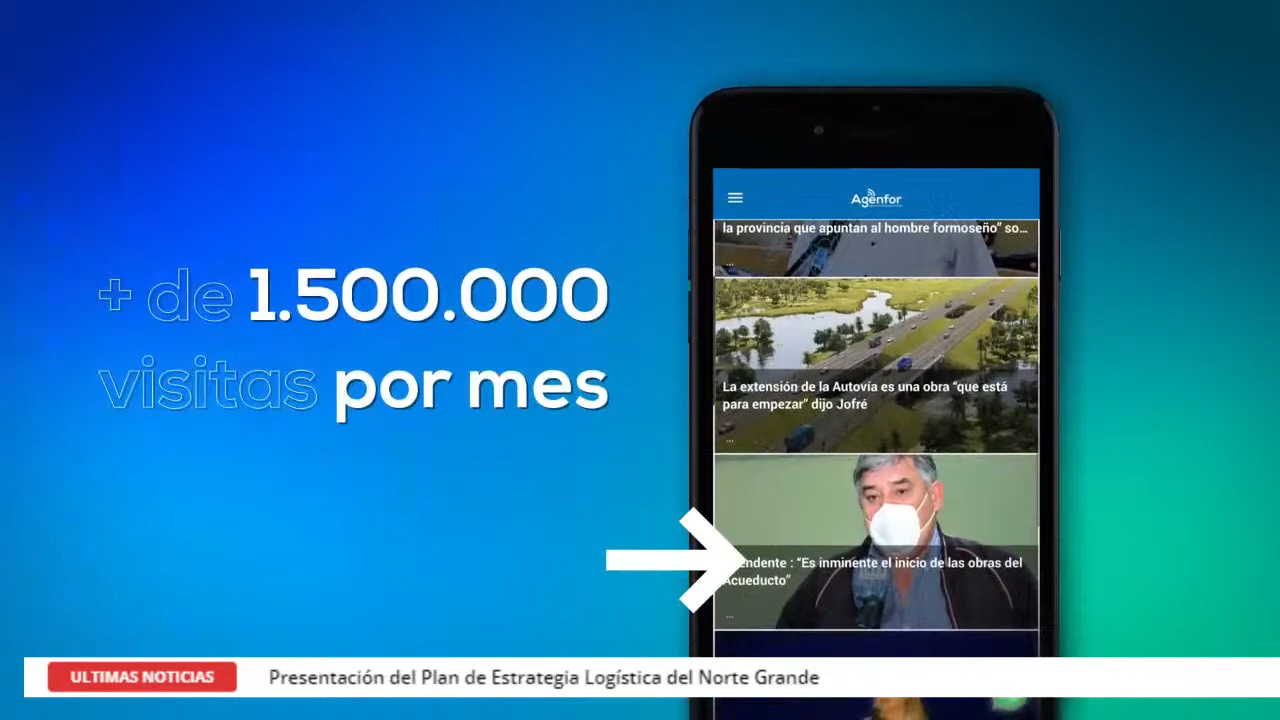 + de 1.500.000
visitas por mes
Agenfor
la provincia que apuntan al hombre formoseño” so...
...
La extensión de la Autovía es una obra “que está
para empezar” dijo Jofré
...
: “Es inminente el inicio de las obras del
Acueducto”
...
ULTIMAS NOTICIAS
Presentación del Plan de Estrategia Logística del Norte Grande